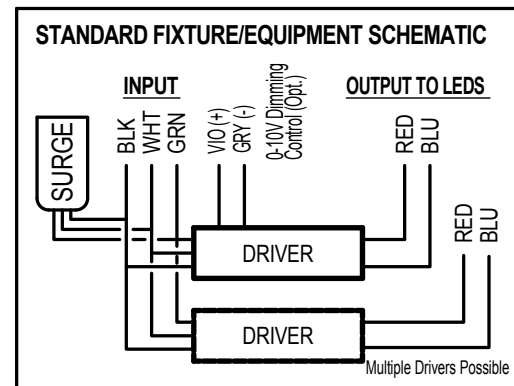 STANDARD FIXTURE/EQUIPMENT SCHEMATIC
INPUT
OUTPUT TO LEDS
SURGE
BLK
WHT
GRN
VIO (+)
GRY (-)
0-10V Dimming
Control (Opt.)
RED
BLU
RED
BLU
DRIVER
DRIVER
Multiple Drivers Possible